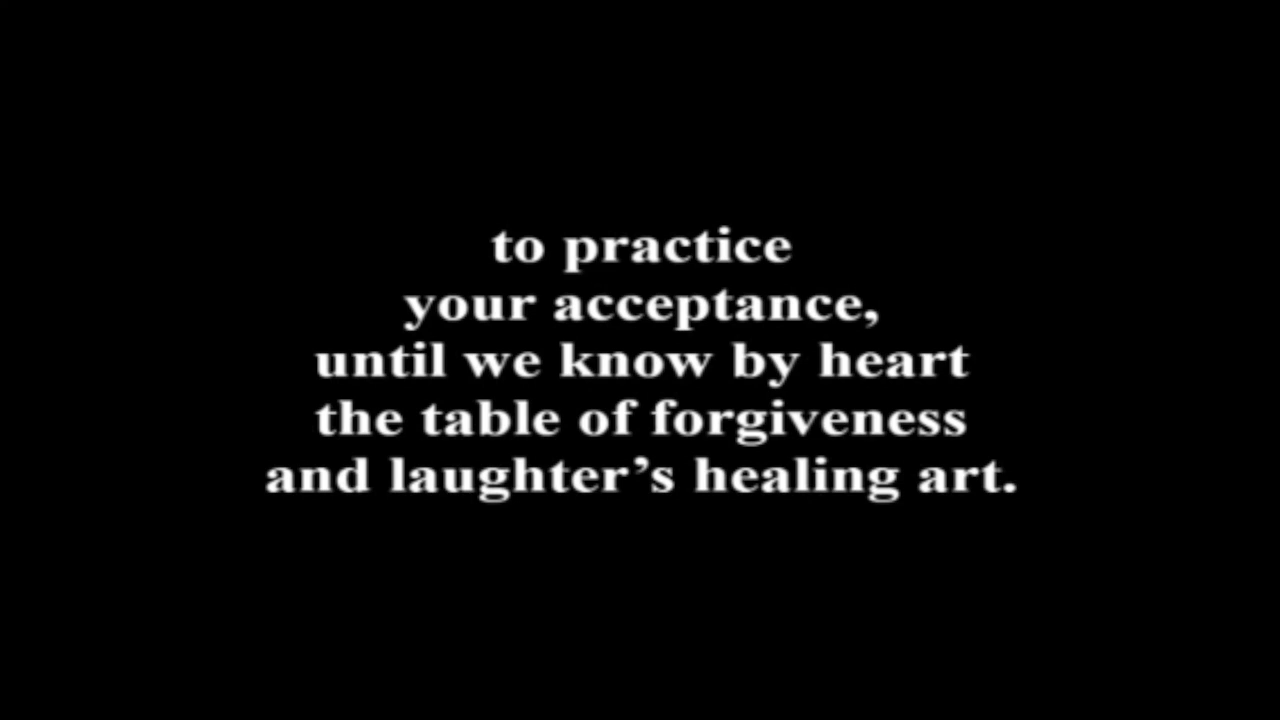 to practice
your acceptance,
until we know by heart
the table of forgiveness
and laughter’s healing art.